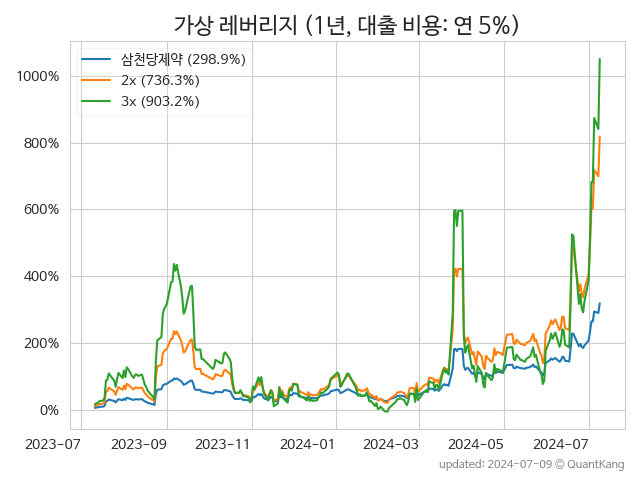 가상 레버리지 (1년, 대출 비용: 연 5%)
삼천당제약 (298.9%)
2x (736.3%)
3x (903.2%)
1000%
800%
600%
400%
200%
0%
2023-07 2023-09 2023-11 2024-01 2024-03 2024-05 2024-07
updated: 2024-07-09 © QuantKang